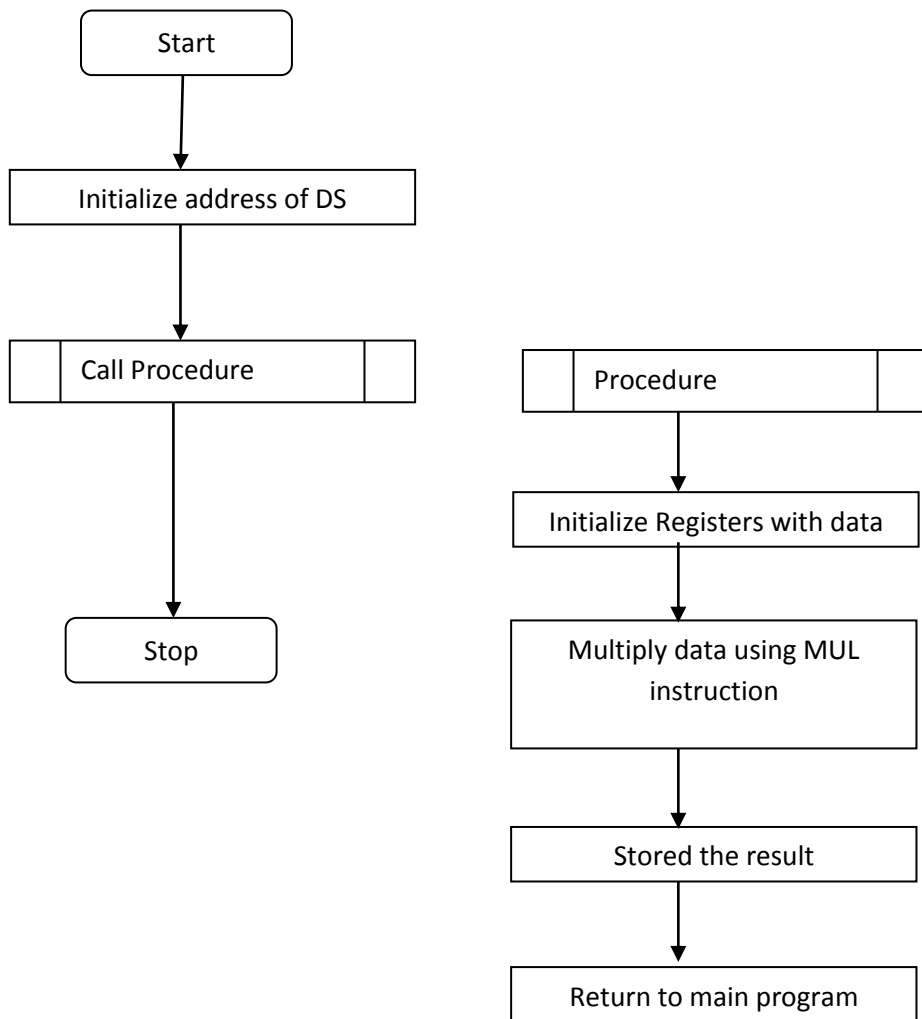 Start
Initialize address of DS
Call Procedure
Stop
Procedure
Initialize Registers with data
Multiply data using MUL
instruction
Stored the result
Return to main program